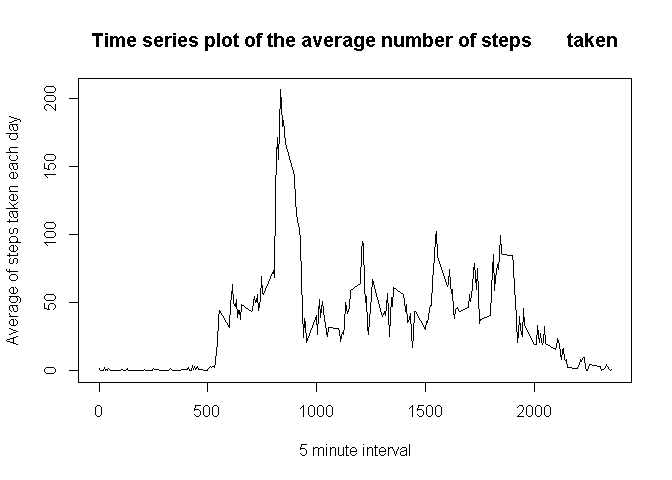 Time series plot of the average number of steps      taken
Average of steps taken each day
200
150
100
50
0
0 500 1000 1500 2000
5 minute interval